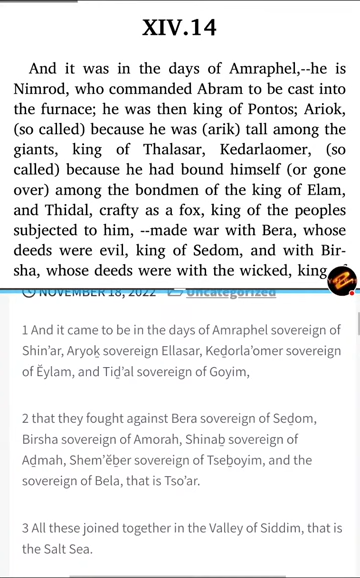 XIV.14
And it was in the days of Amraphel,--he is
Nimrod, who commanded Abram to be cast into
the furnace; he was then king of Pontos; Ariok,
(so called) because he was (arik) tall among the
giants, king of Thalasar, Kedarlaomer, (so
called) because he had bound himself (or gone
over) among the bondmen of the king of Elam,
and Thidal, crafty as a fox, king of the peoples
subjected to him, --made war with Bera, whose
deeds were evil, king of Sedom, and with Bir-
sha, whose deeds were with the wicked, king
NOVEMBER 18, 2022 Uncategorized
1 And it came to be in the days of Amraphel sovereign of
Shin’ar, Aryoḵ sovereign Ellasar, Keḏorla’omer sovereign
of Ěylam, and Tiḏ’al sovereign of Goyim,
2 that they fought against Bera sovereign of Seḏom,
Birsha sovereign of Amorah, Shinaḇ sovereign of
Aḏmah, Shem’ěḇer sovereign of Tseḇoyim, and the
sovereign of Bela, that is Tso’ar.
3 All these joined together in the Valley of Siddim, that is
the Salt Sea.